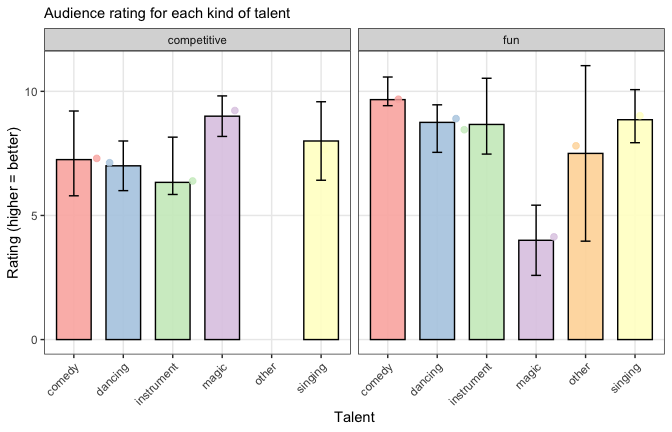 Audience rating for each kind of talent
competitive
fun
Rating (higher = better)
10
5
0
comedy
dancing
instrument
magic
other
singing
comedy
dancing
instrument
magic
other
singing
Talent